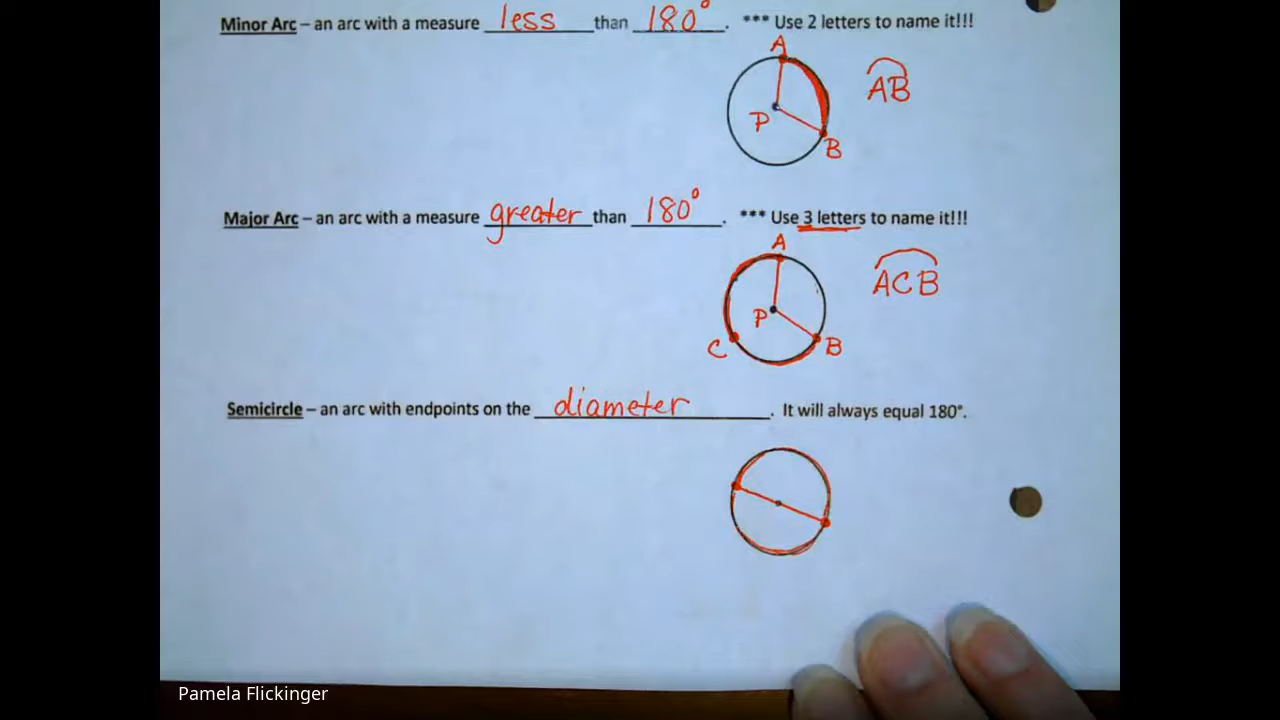 Minor Arc – an arc with a measure less than 180°. *** Use 2 letters to name it!!!
A
AB
P
B
Major Arc – an arc with a measure greater than 180°. *** Use 3 letters to name it!!!
A
ACB
P
C
B
Semicircle – an arc with endpoints on the diameter. It will always equal 180°.
Pamela Flickinger